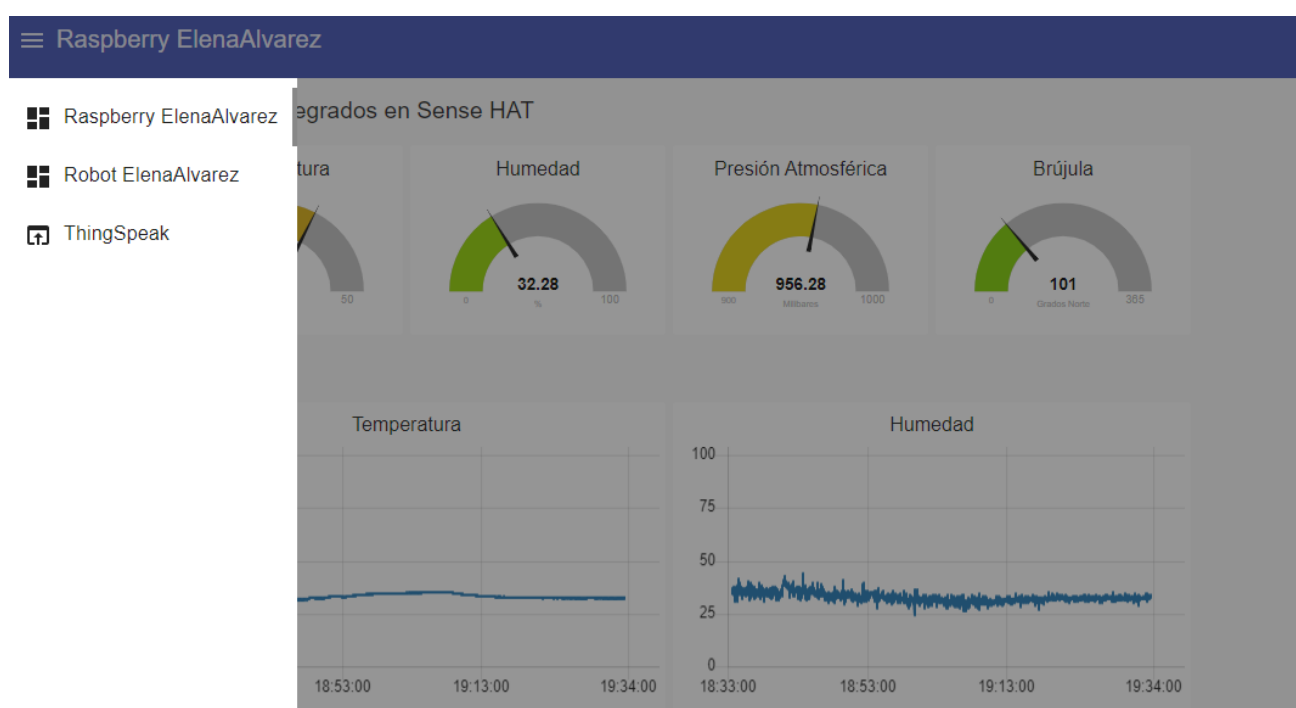 Raspberry ElenaAlvarez
Raspberry ElenaAlvarez
Robot ElenaAlvarez
ThingSpeak
egrados en Sense HAT
tura
50
Humedad
32.28
%
0
100
Presión Atmosférica
956.28
Milibares
900
1000
Brújula
101
Grados Norte
0
365
Temperatura
18:53:00
19:13:00
19:34:00
Humedad
100
75
50
25
0
18:33:00
18:53:00
19:13:00
19:34:00